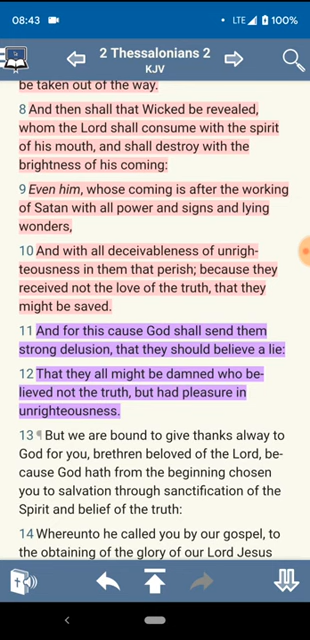 08:43
LTE 100%
2 Thessalonians 2
KJV
be taken out of the way.
8 And then shall that Wicked be revealed,
whom the Lord shall consume with the spirit
of his mouth, and shall destroy with the
brightness of his coming:
9 Even him, whose coming is after the working
of Satan with all power and signs and lying
wonders,
10 And with all deceivableness of unrigh-
teousness in them that perish; because they
received not the love of the truth, that they
might be saved.
11 And for this cause God shall send them
strong delusion, that they should believe a lie:
12 That they all might be damned who be-
lieved not the truth, but had pleasure in
unrighteousness.
13 ¶ But we are bound to give thanks alway to
God for you, brethren beloved of the Lord, be-
cause God hath from the beginning chosen
you to salvation through sanctification of the
Spirit and belief of the truth:
14 Whereunto he called you by our gospel, to
the obtaining of the glory of our Lord Jesus